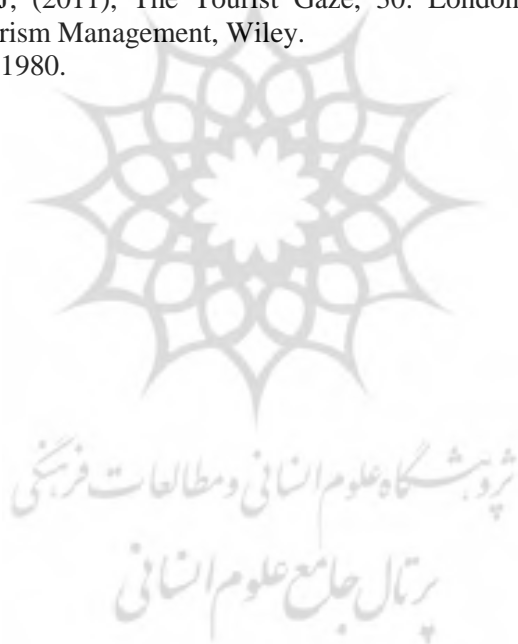 J, (2011), The Tourist Gaze, 30. London
rism Management, Wiley.
1980.
پژوهشگاه علوم انسانی و مطالعات فرهنگی
پرتال جامع علوم انسانی